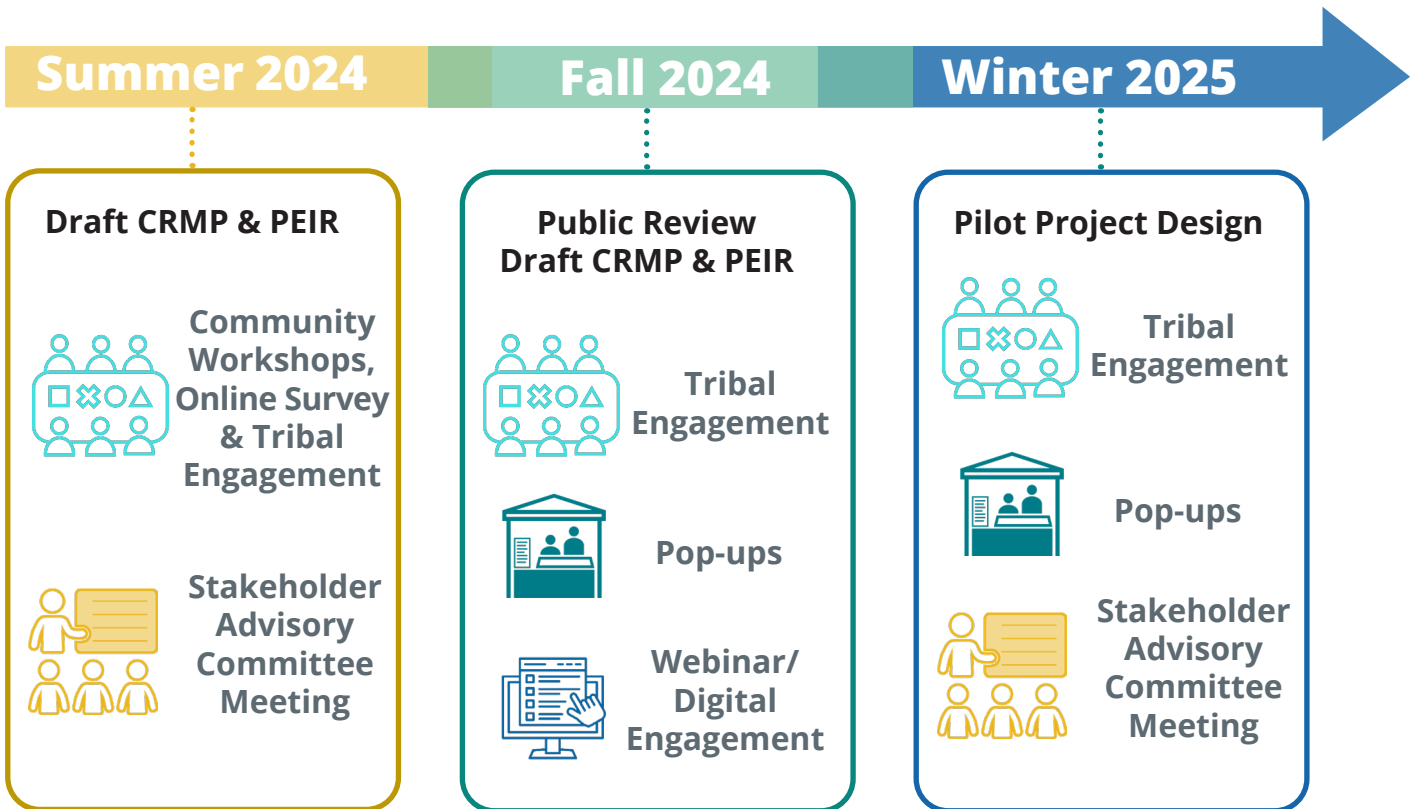 Summer 2024
Fall 2024
Winter 2025
Draft CRMP & PEIR
Community
Workshops,
Online Survey
& Tribal
Engagement
Stakeholder
Advisory
Committee
Meeting
Public Review
Draft CRMP & PEIR
Tribal
Engagement
Pop-ups
Webinar/
Digital
Engagement
Pilot Project Design
Tribal
Engagement
Pop-ups
Stakeholder
Advisory
Committee
Meeting